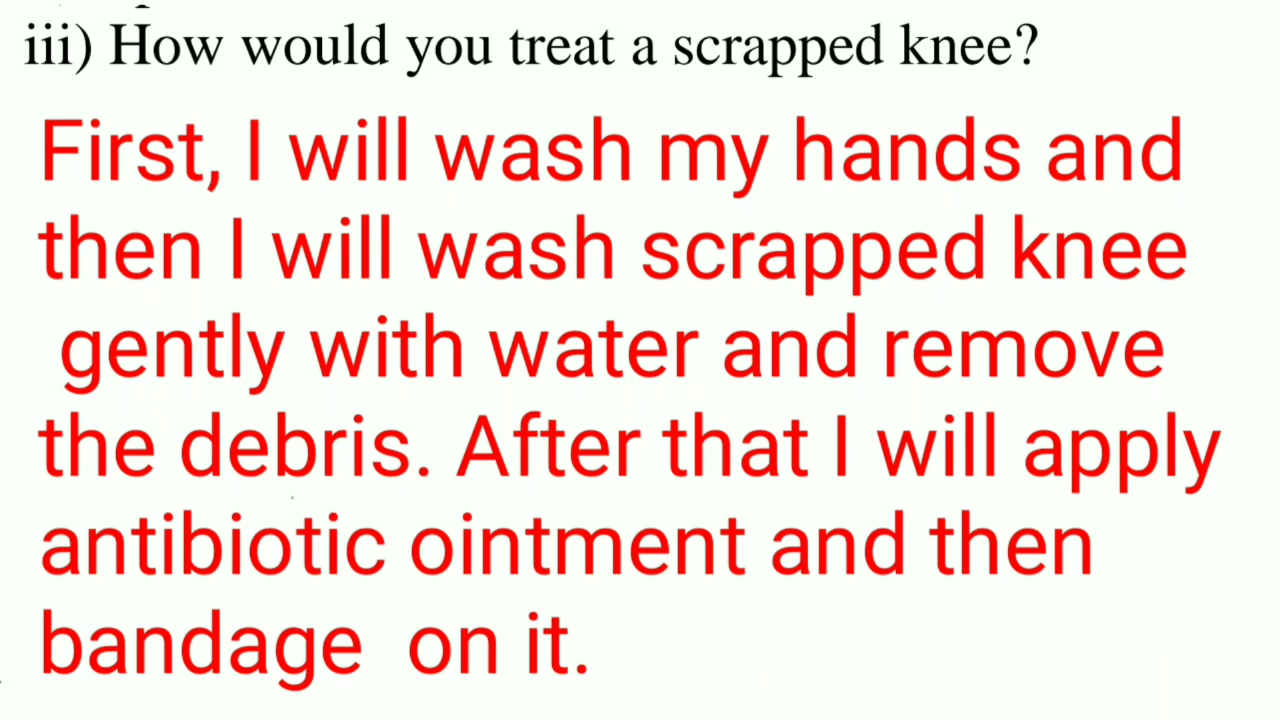 iii) How would you treat a scrapped knee?
First, I will wash my hands and
then I will wash scrapped knee
gently with water and remove
the debris. After that I will apply
antibiotic ointment and then
bandage on it.